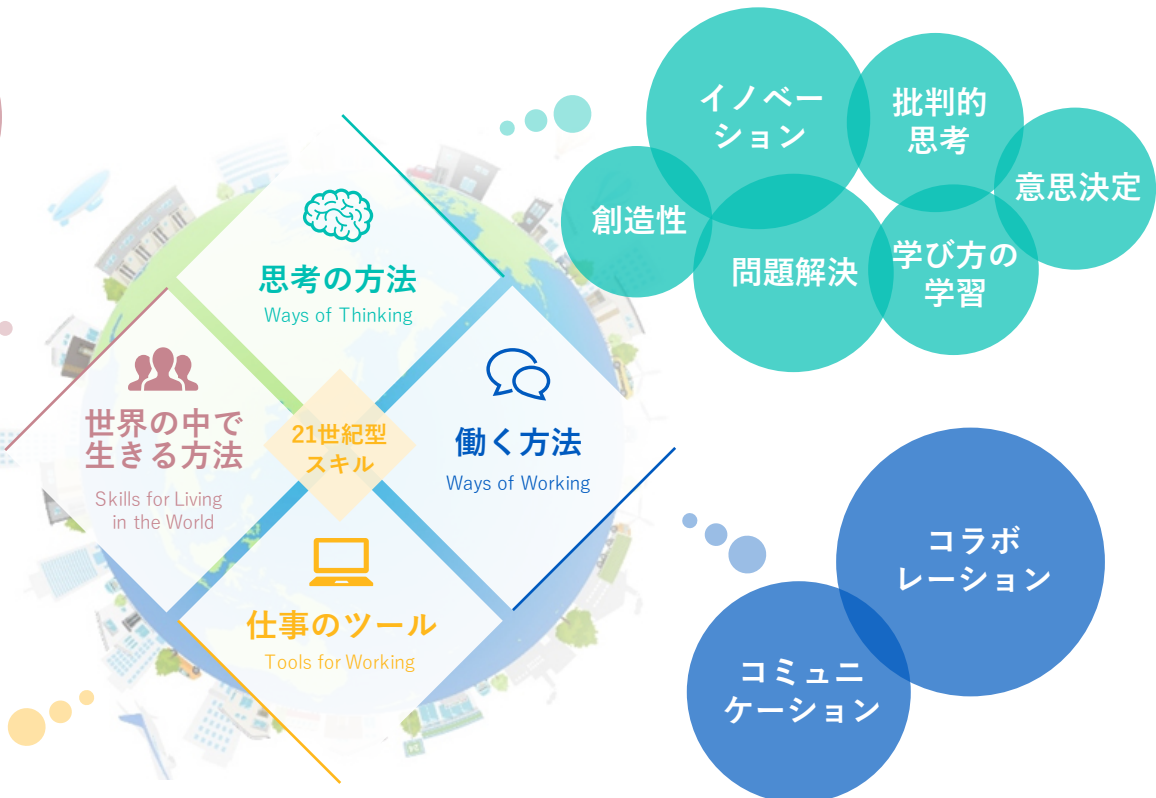 思考の方法
Ways of Thinking
世界の中で
生きる方法
Skills for Living
in the World
21世紀型
スキル
働く方法
Ways of Working
仕事のツール
Tools for Working
イノベー
ション
批判的
思考
意思決定
創造性
問題解決
学び方の
学習
コラボ
レーション
コミュニ
ケーション